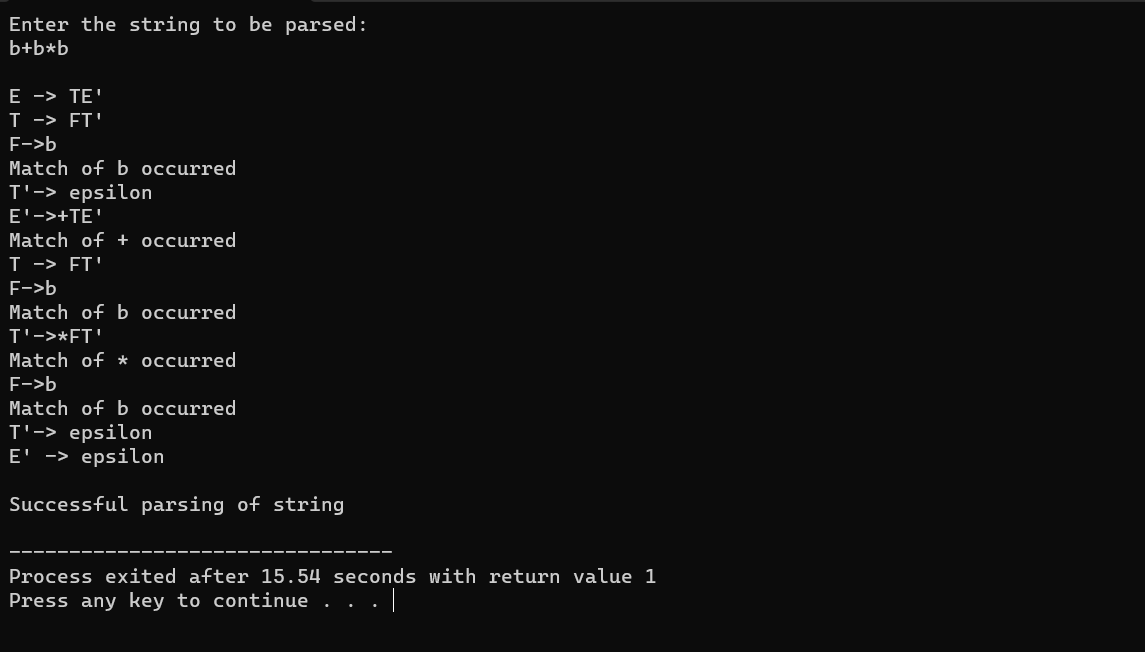 Enter the string to be parsed:
b+b*b
E -> TE'
T -> FT'
F->b
Match of b occurred
T'-> epsilon
E'->+TE'
Match of + occurred
T -> FT'
F->b
Match of b occurred
T'->*FT'
Match of * occurred
F->b
Match of b occurred
T'-> epsilon
E' -> epsilon
Successful parsing of string
--------------------------------
Process exited after 15.54 seconds with return value 1
Press any key to continue . . .